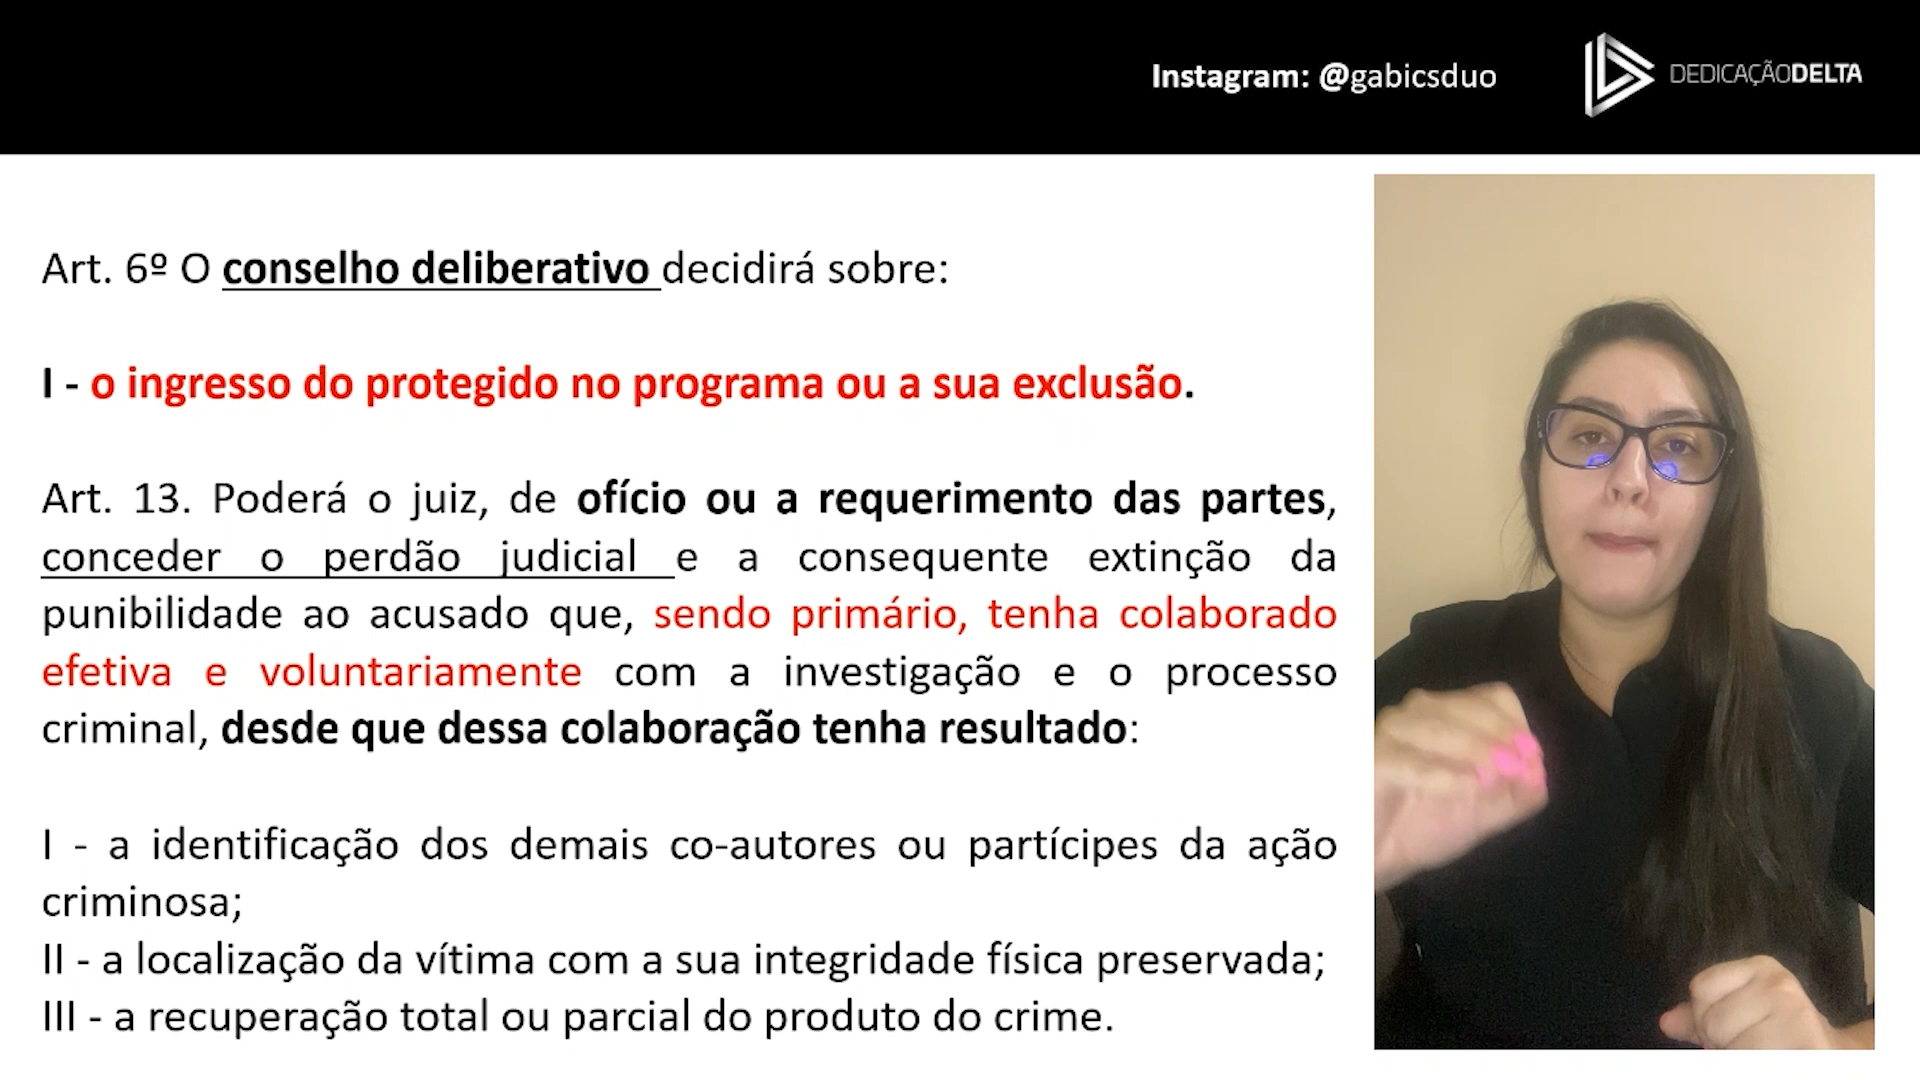 Instagram: @gabicsduo
DEDICAÇÃODELTA
Art. 6º O conselho deliberativo decidirá sobre:
I - o ingresso do protegido no programa ou a sua exclusão.
Art. 13. Poderá o juiz, de ofício ou a requerimento das partes,
conceder o perdão judicial e a consequente extinção da
punibilidade ao acusado que, sendo primário, tenha colaborado
efetiva e voluntariamente com a investigação e o processo
criminal, desde que dessa colaboração tenha resultado:
I - a identificação dos demais co-autores ou partícipes da ação
criminosa;
II - a localização da vítima com a sua integridade física preservada;
III - a recuperação total ou parcial do produto do crime.